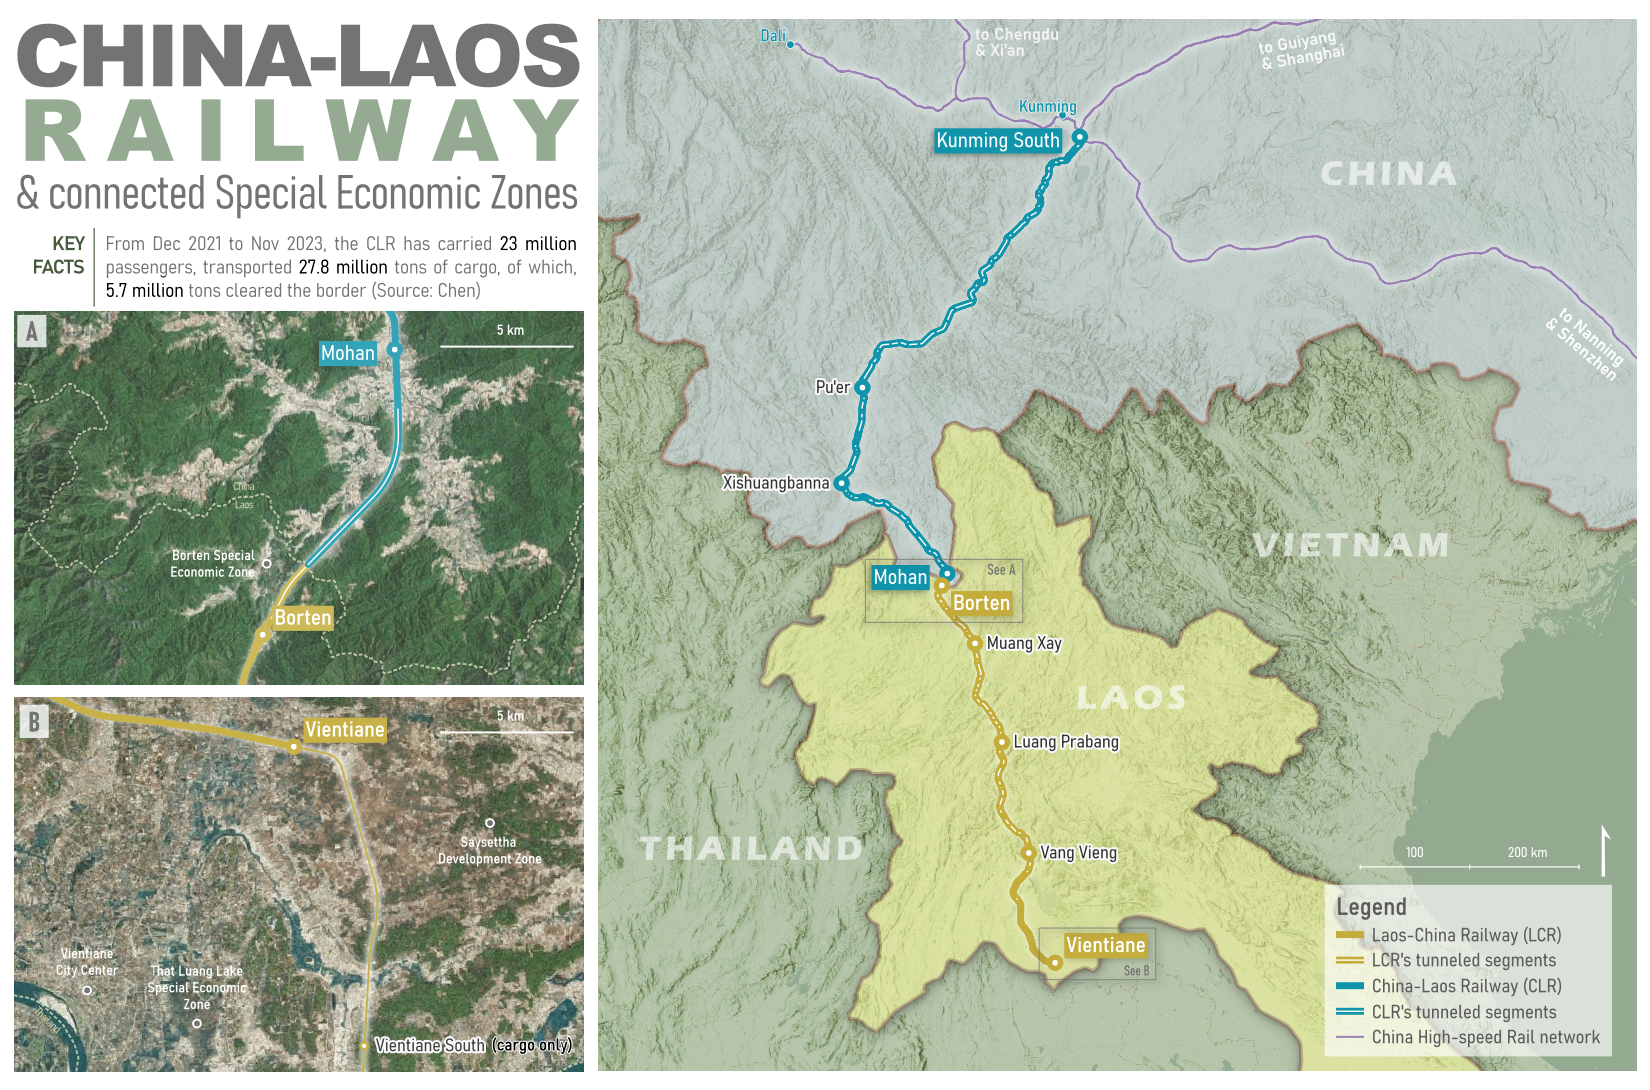 CHINA-LAOS
RAILWAY
& connected Special Economic Zones
KEY
FACTS
From Dec 2021 to Nov 2023, the CLR has carried 23 million
passengers, transported 27.8 million tons of cargo, of which,
5.7 million tons cleared the border (Source: Chen)
A
5 km
Mohan
China
Laos
Borten Special
Economic Zone
Borten
B
5 km
Vientiane
Saysettha
Development Zone
Vientiane
City Center
That Luang Lake
Special Economic
Zone
Thailand
Vientiane South (cargo only)
Dali
to Chengdu
& Xi'an
to Guiyang
& Shanghai
Kunming
Kunming South
CHINA
to Nanning
& Shenzhen
Pu'er
Xishuangbanna
VIETNAM
See A
Mohan
Borten
Muang Xay
LAOS
Luang Prabang
THAILAND
Vang Vieng
100
200 km
Vientiane
See B
Legend
Laos-China Railway (LCR)
LCR's tunneled segments
China-Laos Railway (CLR)
CLR's tunneled segments
China High-speed Rail network